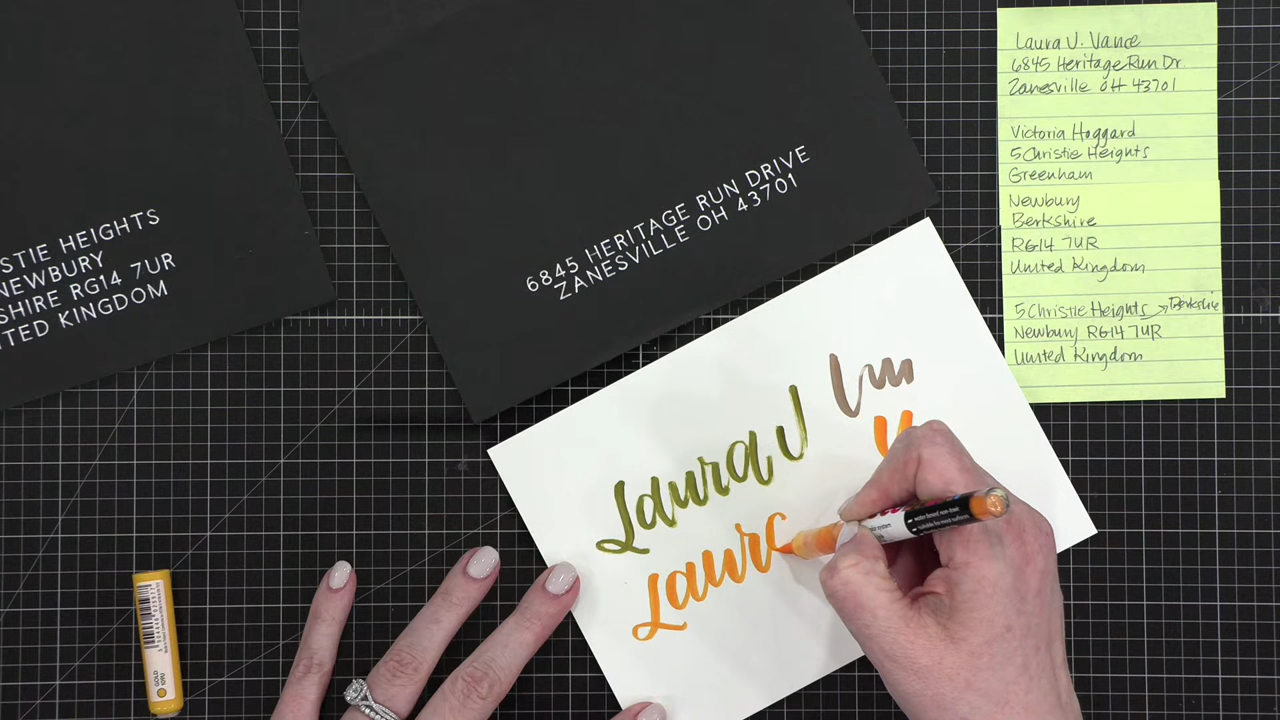 STIE HEIGHTS
NEWBURY
SHIRE RG14 7UR
TED KINGDOM
6845 HERITAGE RUN DRIVE
ZANESVILLE OH 43701
Laura J. Vance
6845 Heritage Run Dr.
Zanesville OH 43701
Victoria Hoggard
5 Christie Heights
Greenham
Newbury
Berkshire
RG14 7UR
United Kingdom
5 Christie Heights → Berkshire
Newbury RG14 7UR
United Kingdom
Laura J
Laura
GOLD